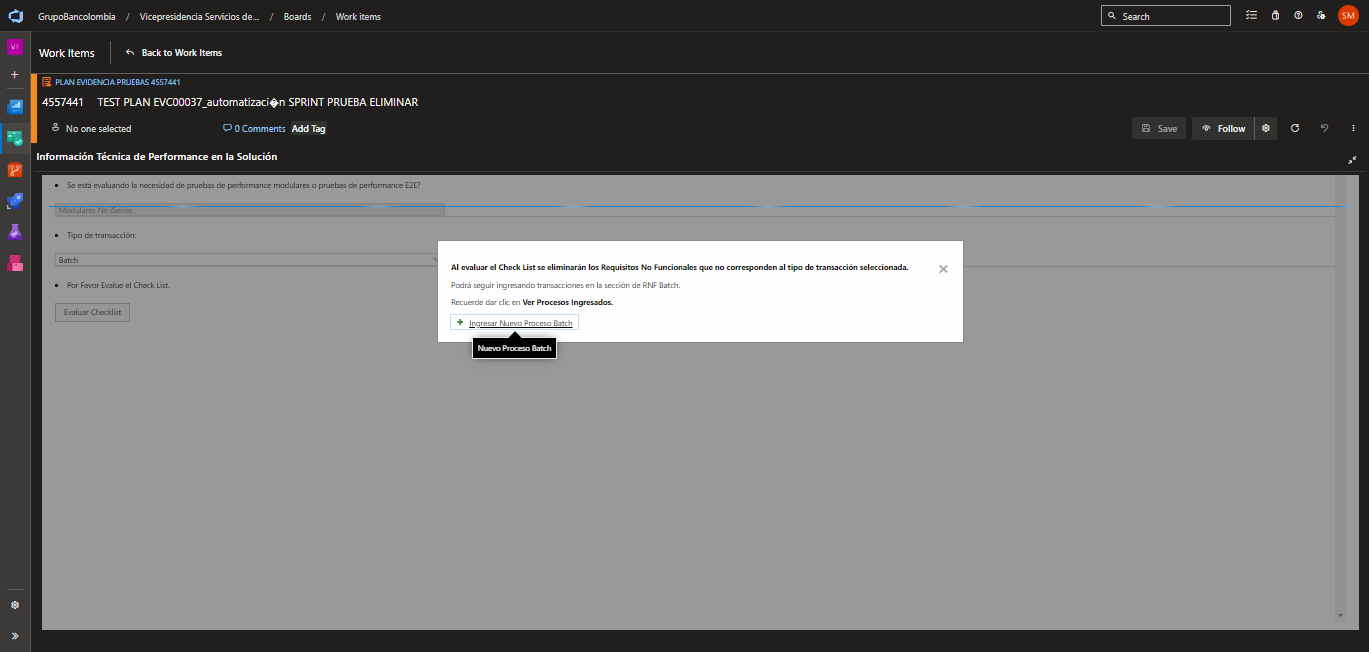 GrupoBancolombia / Vicepresidencia Servicios de... / Boards / Work items
Search
SM
VT
Work Items
Back to Work Items
PLAN EVIDENCIA PRUEBAS 4557441
4557441 TEST PLAN EVC00037_automatizaci�n SPRINT PRUEBA ELIMINAR
No one selected
0 Comments
Add Tag
Save
Follow
Información Técnica de Performance en la Solución
Se está evaluando la necesidad de pruebas de performance modulares o pruebas de performance E2E?
Modulares No iSeries
Tipo de transacción:
Batch
Por Favor Evalue el Check List.
Evaluar Checklist
Al evaluar el Check List se eliminarán los Requisitos No Funcionales que no corresponden al tipo de transacción seleccionada.
Podrá seguir ingresando transacciones en la sección de RNF Batch.
Recuerde dar clic en Ver Procesos Ingresados.
Ingresar Nuevo Proceso Batch
Nuevo Proceso Batch